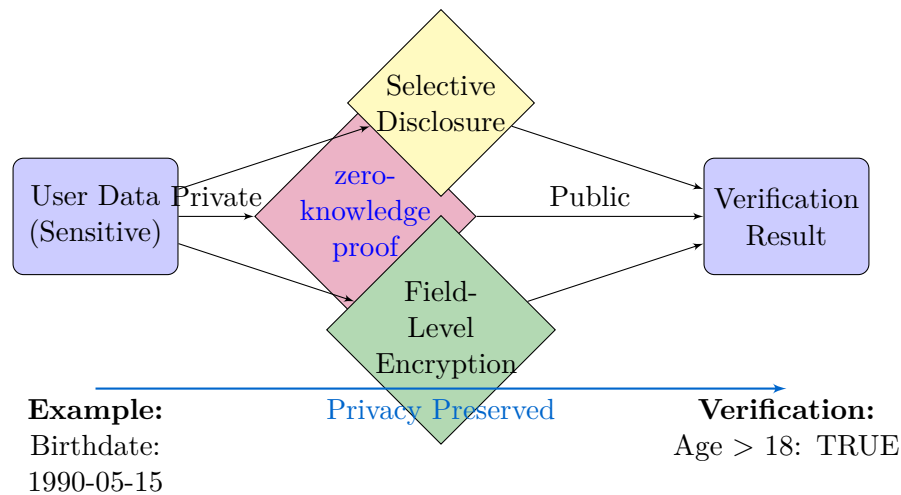 Selective
Disclosure
User Data
(Sensitive)
Private
zero-
knowledge
proof
Public
Verification
Result
Field-
Level
Encryption
Privacy Preserved
Example:
Birthdate:
1990-05-15
Verification:
Age > 18: TRUE